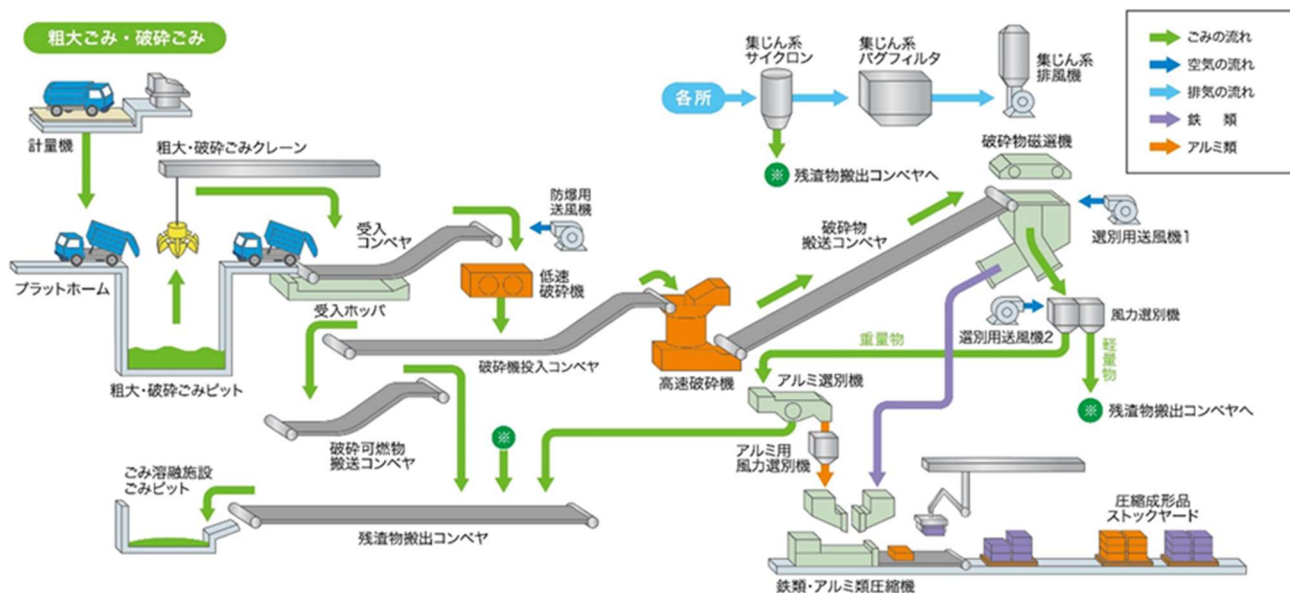 粗大ごみ・破砕ごみ
計量機
粗大・破砕ごみクレーン
プラットホーム
粗大・破砕ごみピット
受入
コンベヤ
受入ホッパ
防爆用
送風機
低速
破砕機
破砕機投入コンベヤ
破砕可燃物
搬送コンベヤ
ごみ溶融施設
ごみピット
※
残渣物搬出コンベヤ
各所
集じん系
サイクロン
集じん系
バグフィルタ
集じん系
排風機
※
残渣物搬出コンベヤへ
破砕物
搬送コンベヤ
高速破砕機
破砕物磁選機
選別用送風機1
選別用送風機2
風力選別機
重量物
軽量物
※
残渣物搬出コンベヤへ
アルミ選別機
アルミ用
風力選別機
鉄類・アルミ類圧縮機
圧縮成形品
ストックヤード
ごみの流れ
空気の流れ
排気の流れ
鉄　類
アルミ類